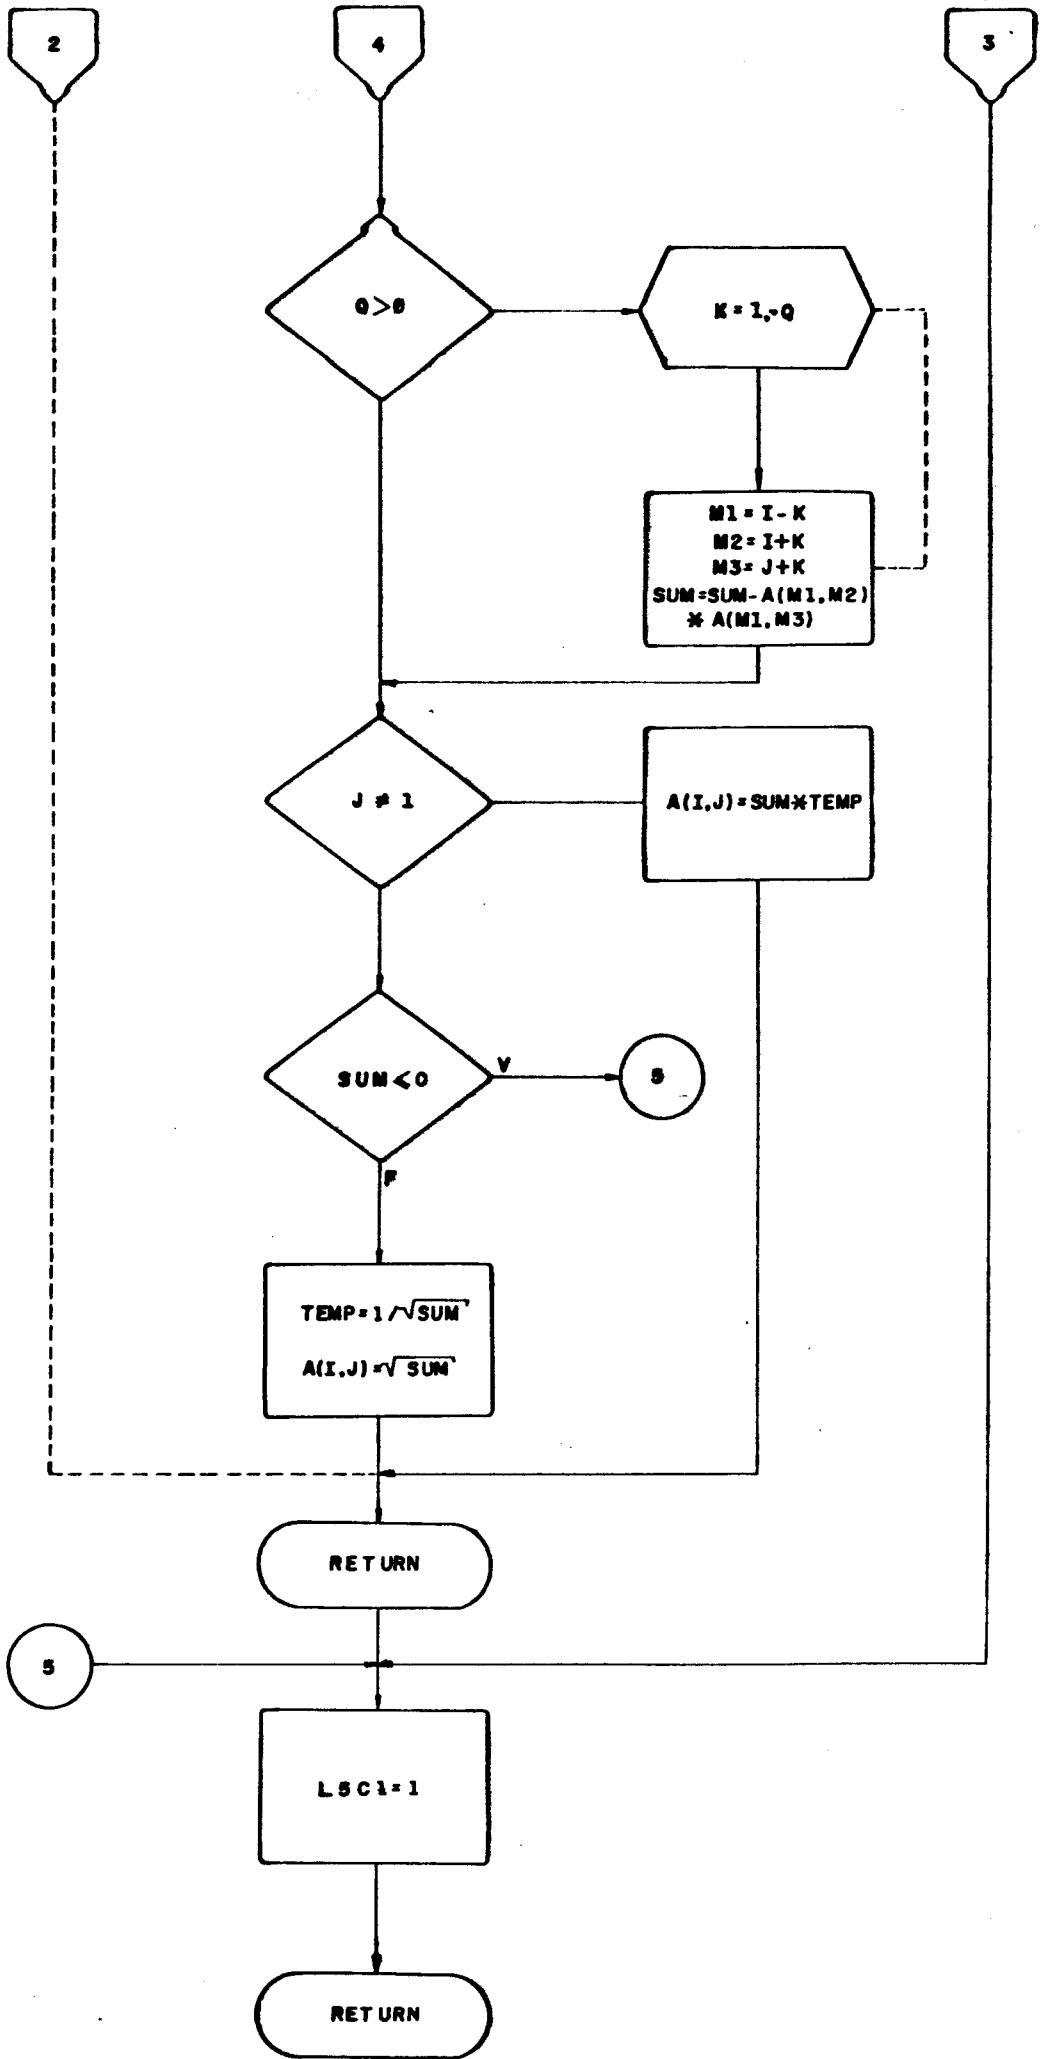 2
4
3
Q>0
K=1,-Q
M1=I-K
M2=I+K
M3=J+K
SUM=SUM-A(M1,M2)
* A(M1,M3)
J ≠ 1
A(I,J)=SUM*TEMP
SUM≤0
V
5
F
TEMP=1/√SUM
A(I,J)=√SUM
RETURN
5
LSC1=1
RETURN